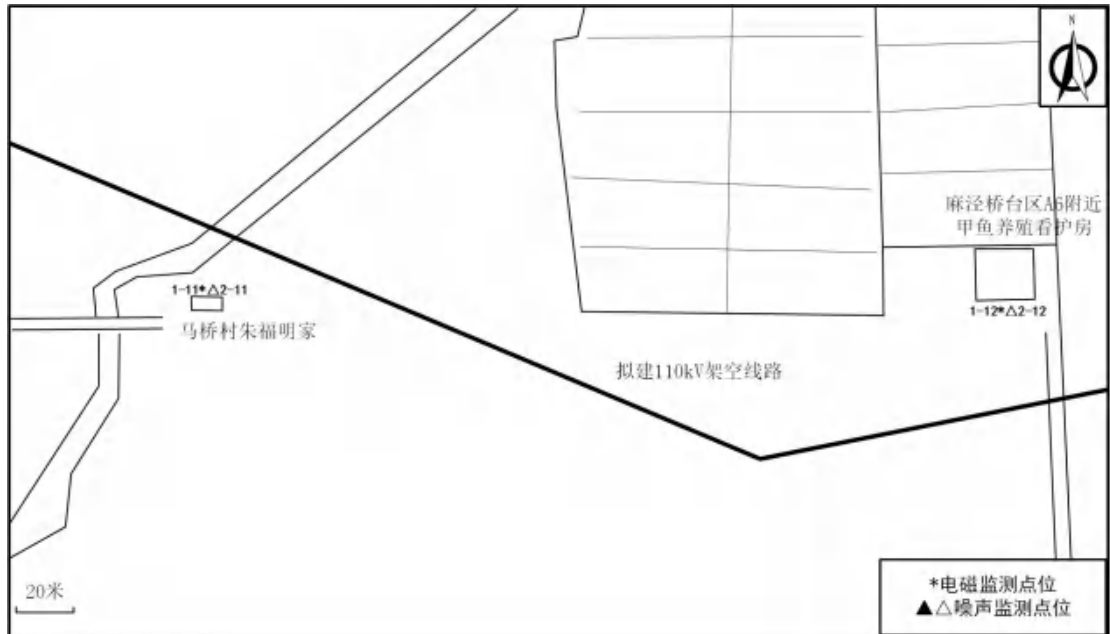 N
麻泾桥台区A6附近
甲鱼养殖看护房
1-11*△2-11
马桥村朱福明家
1-12*△2-12
拟建110kV架空线路
20米
*电磁监测点位
▲△噪声监测点位